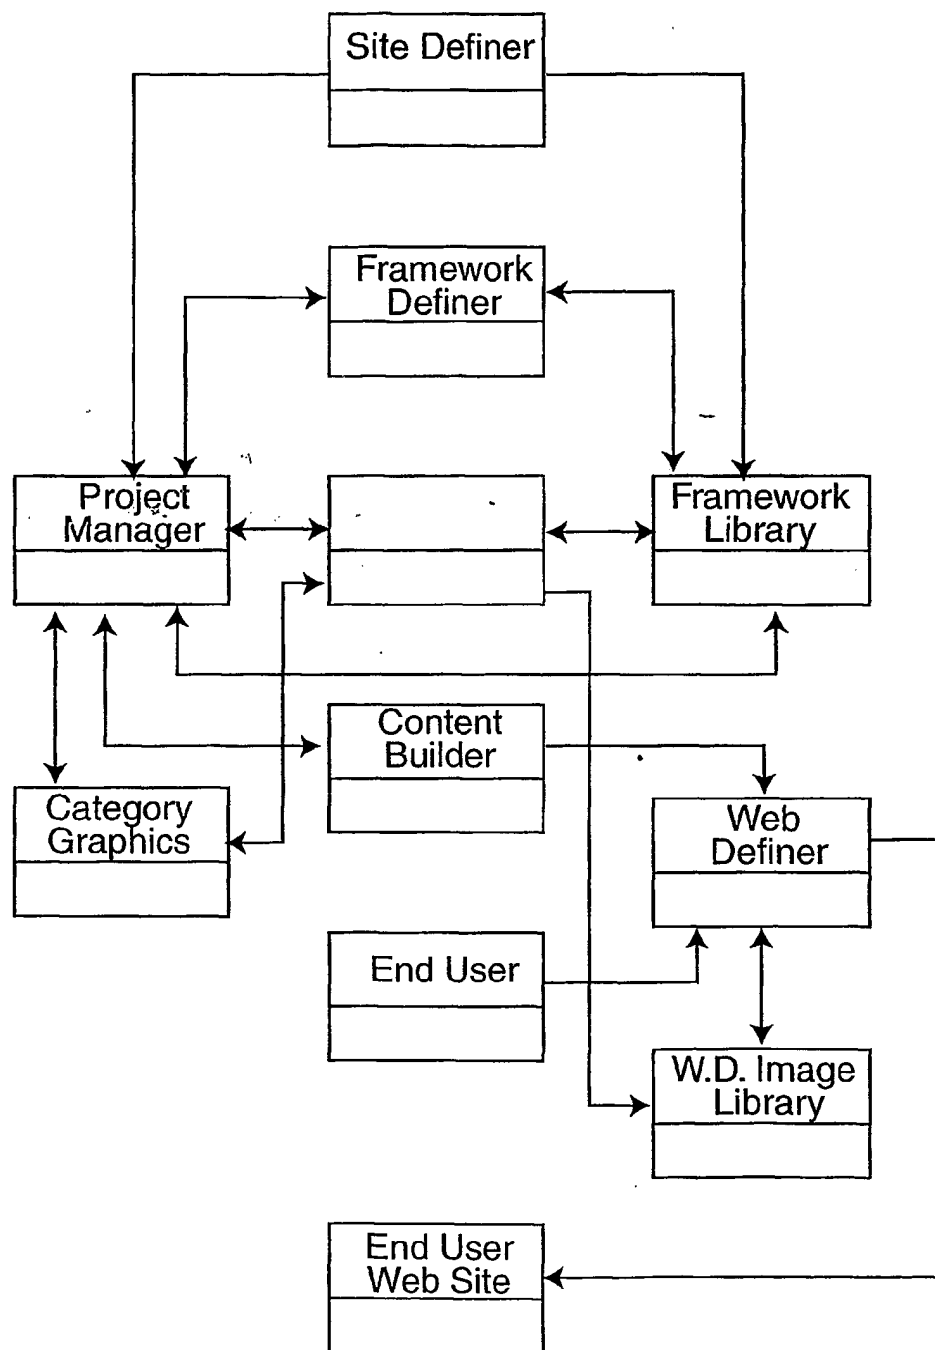 Site Definer
Framework
Definer
Project
Manager
Framework
Library
Content
Builder
Category
Graphics
Web
Definer
End User
W.D. Image
Library
End User
Web Site